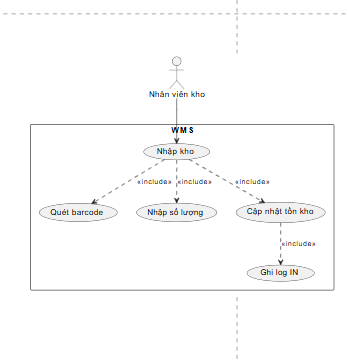 Nhân viên kho
WMS
Nhập kho
«include»
«include»
«include»
Quét barcode
Nhập số lượng
Cập nhật tồn kho
«include»
Ghi log IN